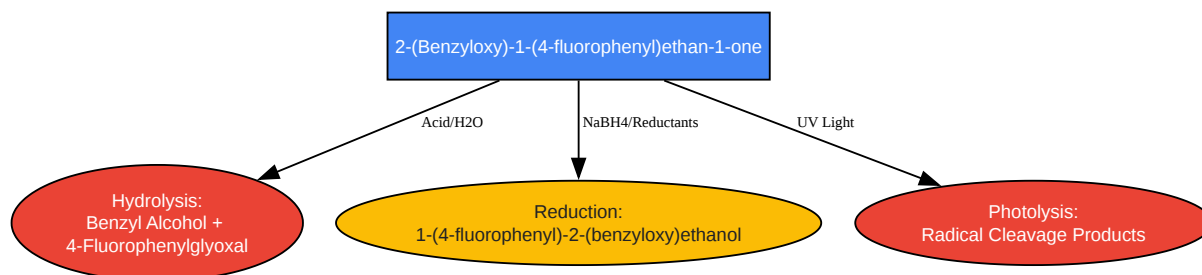 2-(Benzyloxy)-1-(4-fluorophenyl)ethan-1-one
Acid/H2O
NaBH4/Reductants
UV Light
Hydrolysis:
Benzyl Alcohol +
4-Fluorophenylglyoxal
Reduction:
1-(4-fluorophenyl)-2-(benzyloxy)ethanol
Photolysis:
Radical Cleavage Products